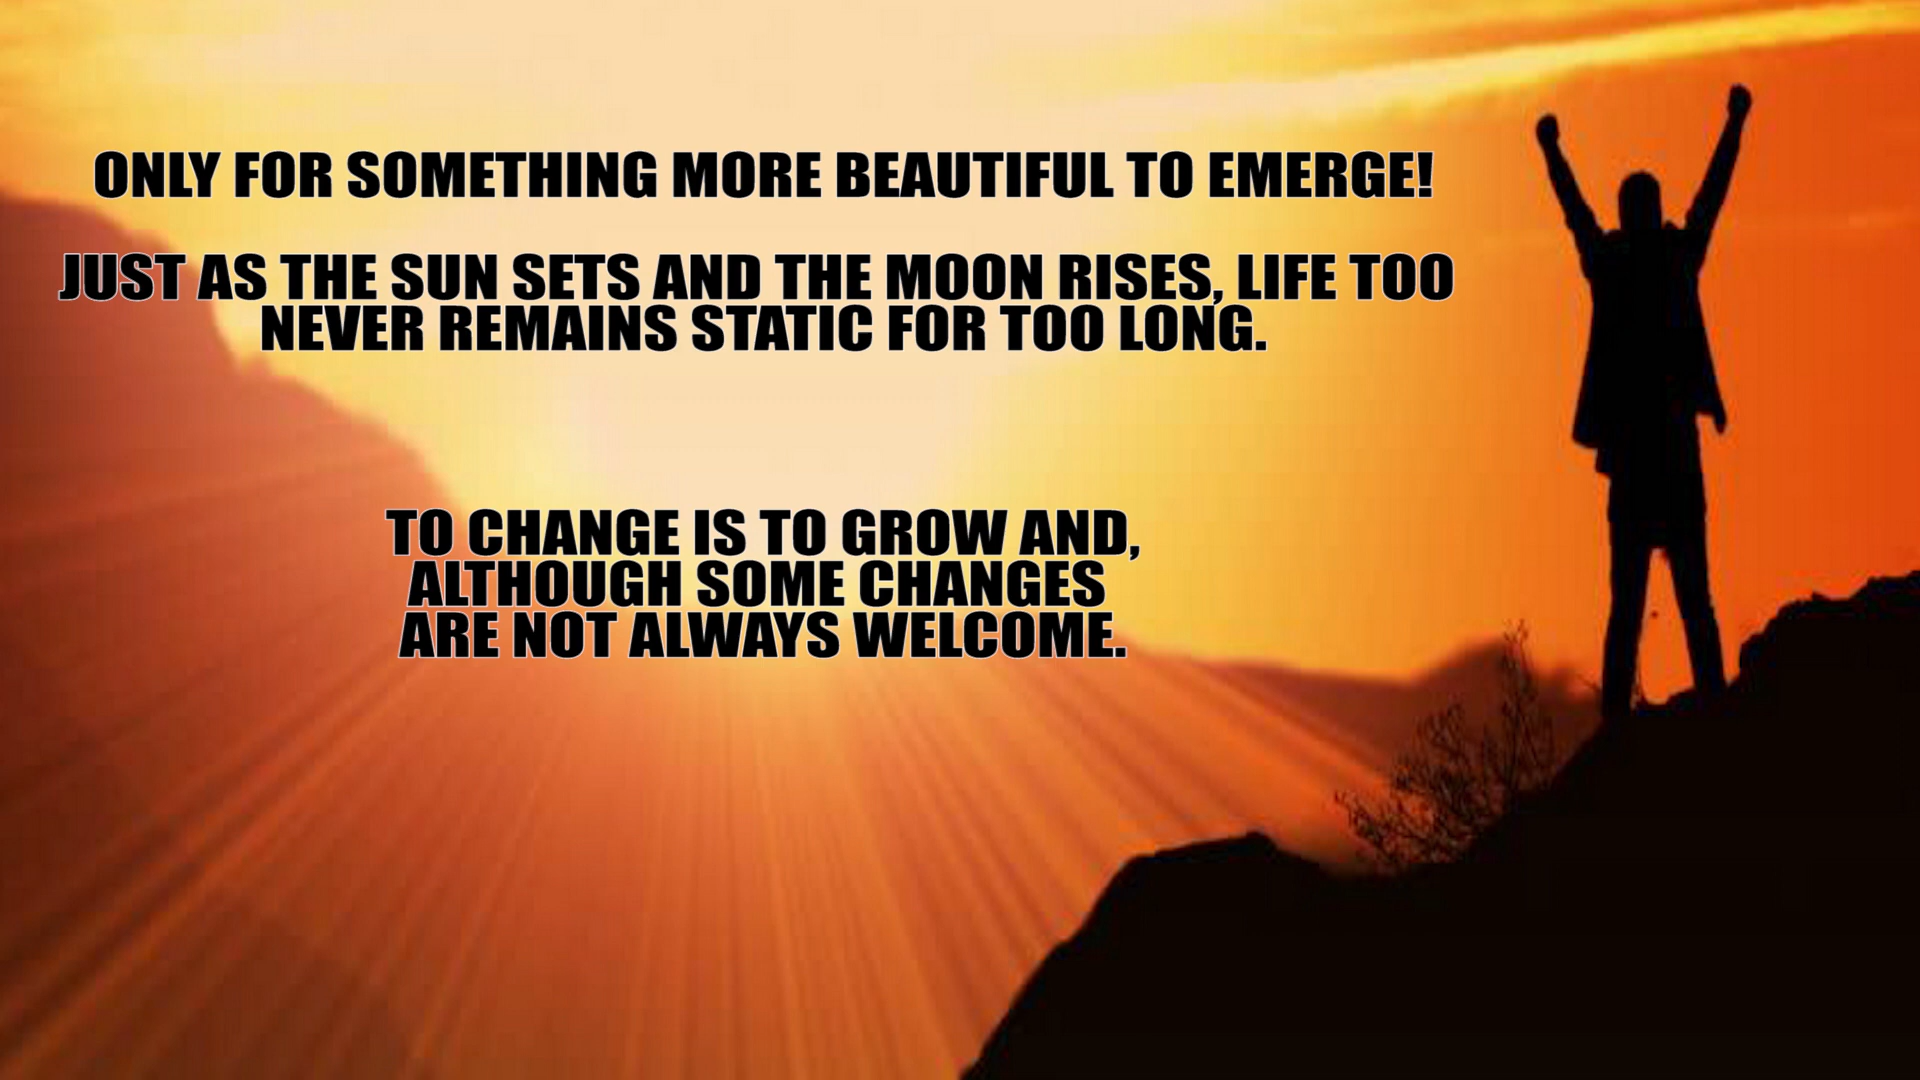 ONLY FOR SOMETHING MORE BEAUTIFUL TO EMERGE!
JUST AS THE SUN SETS AND THE MOON RISES, LIFE TOO
NEVER REMAINS STATIC FOR TOO LONG.
TO CHANGE IS TO GROW AND,
ALTHOUGH SOME CHANGES
ARE NOT ALWAYS WELCOME.